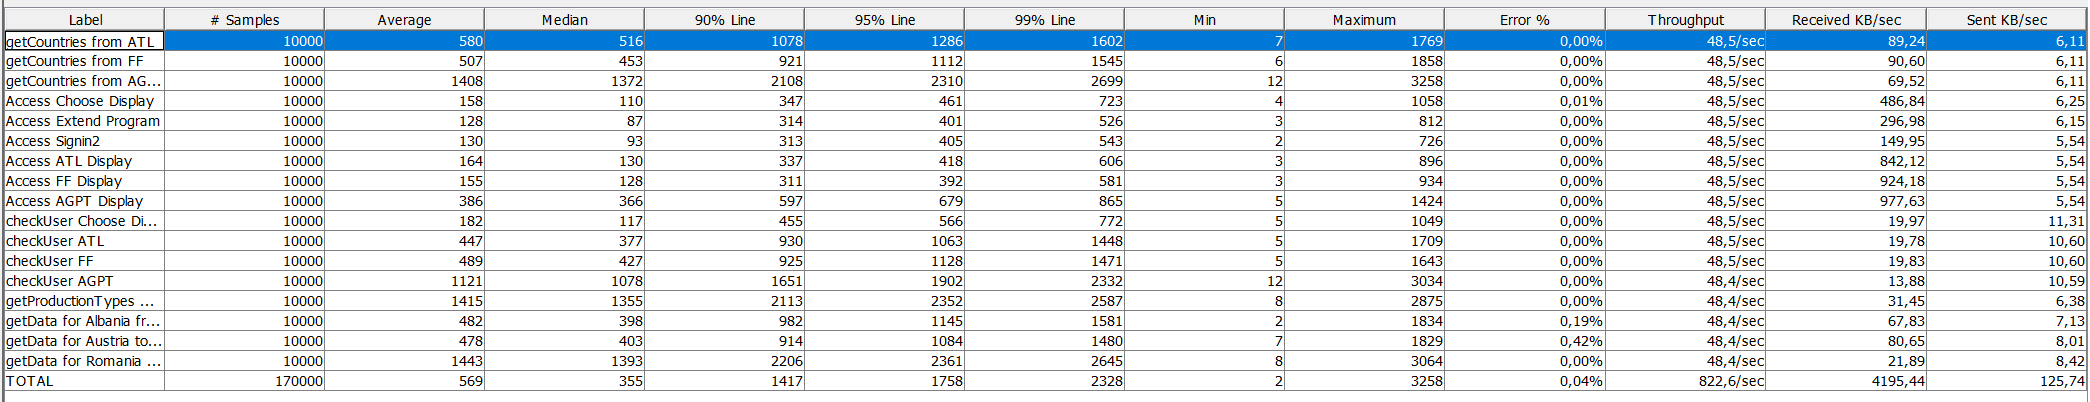 Label # Samples Average Median 90% Line 95% Line 99% Line Min Maximum Error % Throughput Received KB/sec Sent KB/sec
getCountries from ATL 10000 580 516 1078 1286 1602 7 1769 0,00% 48,5/sec 89,24 6,11
getCountries from FF 10000 507 453 921 1112 1545 6 1858 0,00% 48,5/sec 90,60 6,11
getCountries from AG... 10000 1408 1372 2108 2310 2699 12 3258 0,00% 48,5/sec 69,52 6,11
Access Choose Display 10000 158 110 347 461 723 4 1058 0,01% 48,5/sec 486,84 6,25
Access Extend Program 10000 128 87 314 401 526 3 812 0,00% 48,5/sec 296,98 6,15
Access Signin2 10000 130 93 313 405 543 2 726 0,00% 48,5/sec 149,95 5,54
Access ATL Display 10000 164 130 337 418 606 3 896 0,00% 48,5/sec 842,12 5,54
Access FF Display 10000 155 128 311 392 581 3 934 0,00% 48,5/sec 924,18 5,54
Access AGPT Display 10000 386 366 597 679 865 5 1424 0,00% 48,5/sec 977,63 5,54
checkUser Choose Di... 10000 182 117 455 566 772 5 1049 0,00% 48,5/sec 19,97 11,31
checkUser ATL 10000 447 377 930 1063 1448 5 1709 0,00% 48,5/sec 19,78 10,60
checkUser FF 10000 489 427 925 1128 1471 5 1643 0,00% 48,5/sec 19,83 10,60
checkUser AGPT 10000 1121 1078 1651 1902 2332 12 3034 0,00% 48,4/sec 13,88 10,59
getProductionTypes ... 10000 1415 1355 2113 2352 2587 8 2875 0,00% 48,4/sec 31,45 6,38
getData for Albania fr... 10000 482 398 982 1145 1581 2 1834 0,19% 48,4/sec 67,83 7,13
getData for Austria to... 10000 478 403 914 1084 1480 7 1829 0,42% 48,4/sec 80,65 8,01
getData for Romania ... 10000 1443 1393 2206 2361 2645 8 3064 0,00% 48,4/sec 21,89 8,42
TOTAL 170000 569 355 1417 1758 2328 2 3258 0,04% 822,6/sec 4195,44 125,74